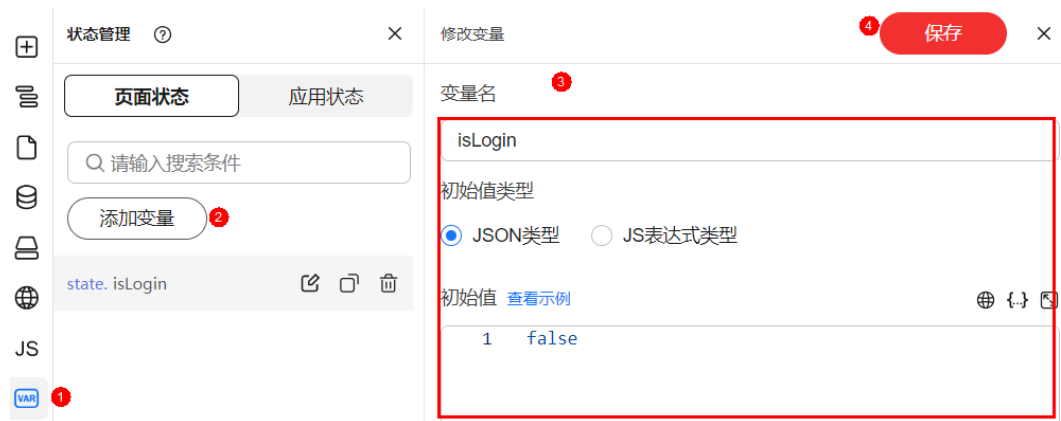 状态管理
修改变量
4
保存
页面状态
应用状态
变量名
3
请输入搜索条件
isLogin
添加变量
2
初始值类型
JSON类型
JS表达式类型
state. isLogin
初始值 查看示例
{..}
1 false
JS
VAR
1